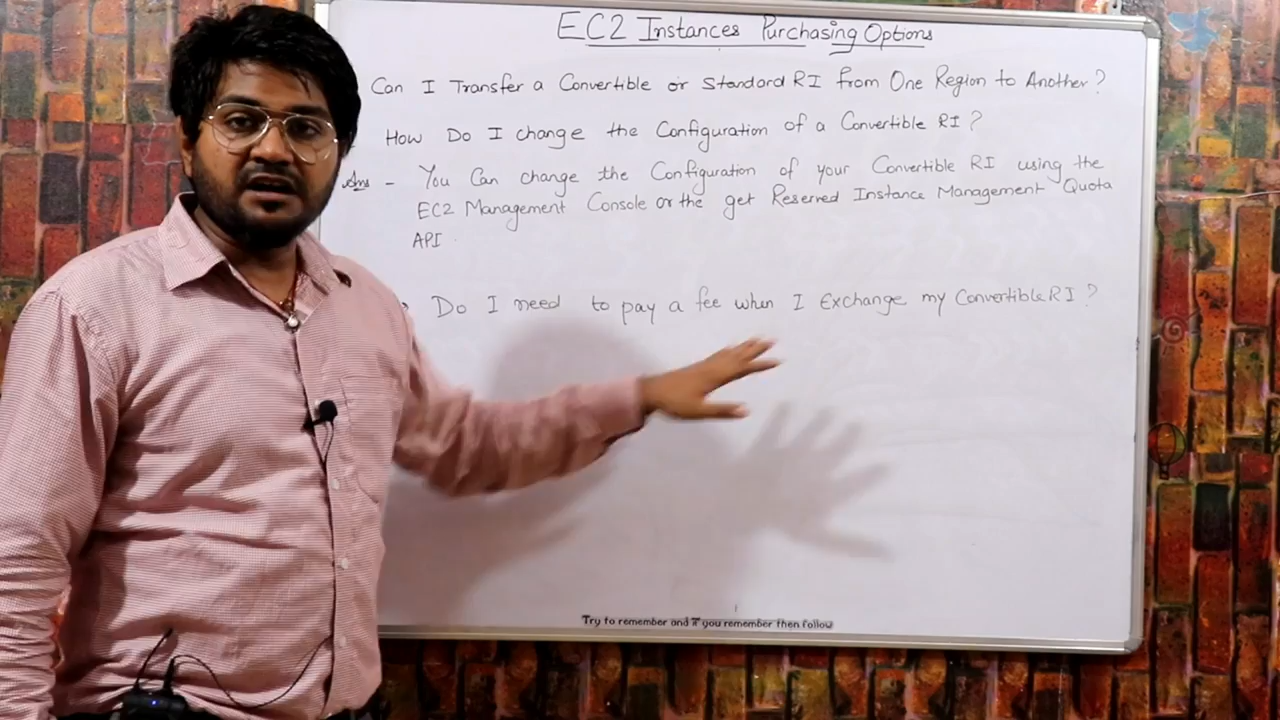 EC2 Instances Purchasing Options
Can I Transfer a Convertible or Standard RI from One Region to Another?
How Do I change the Configuration of a Convertible RI?
Ans - You Can change the Configuration of your Convertible RI using the
EC2 Management Console or the get Reserved Instance Management Quota
API.
Do I need to pay a fee when I Exchange my Convertible RI?
Try to remember and if you remember then follow